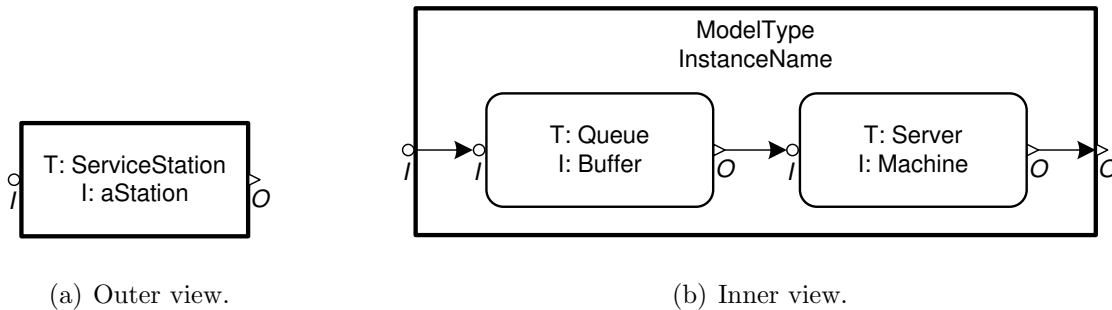 T: ServiceStation
I: aStation
I
O
(a) Outer view.
ModelType
InstanceName
I
I
T: Queue
I: Buffer
O
I
T: Server
I: Machine
O
O
(b) Inner view.